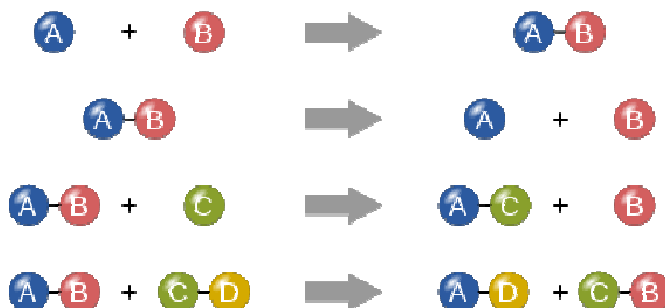 A + B A-B
A-B A + B
A-B + C A-C + B
A-B + C-D A-D + C-B